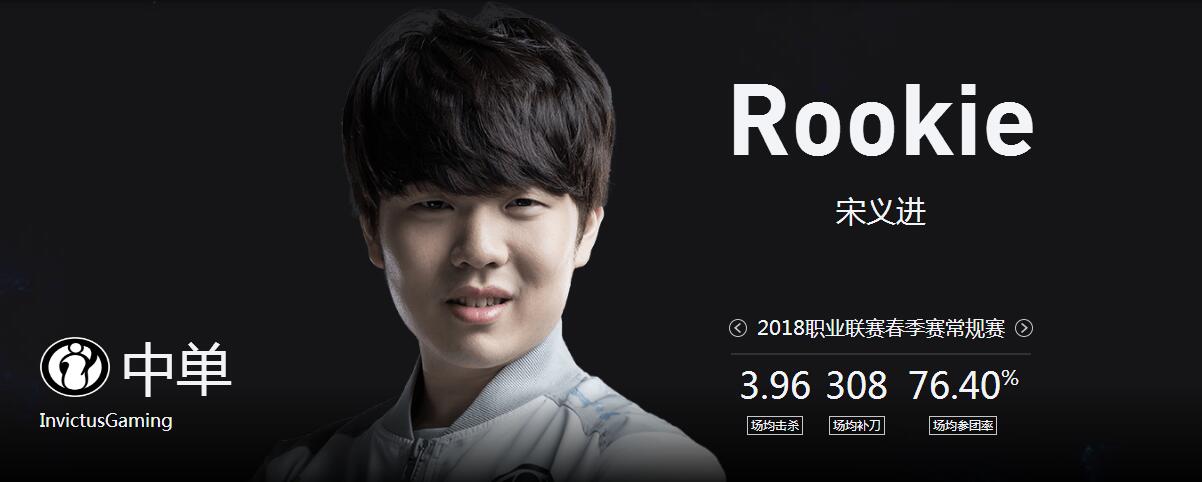 Rookie
宋义进
2018职业联赛春季赛常规赛
3.96 308 76.40%
场均击杀 场均补刀 场均参团率
中单
InvictusGaming